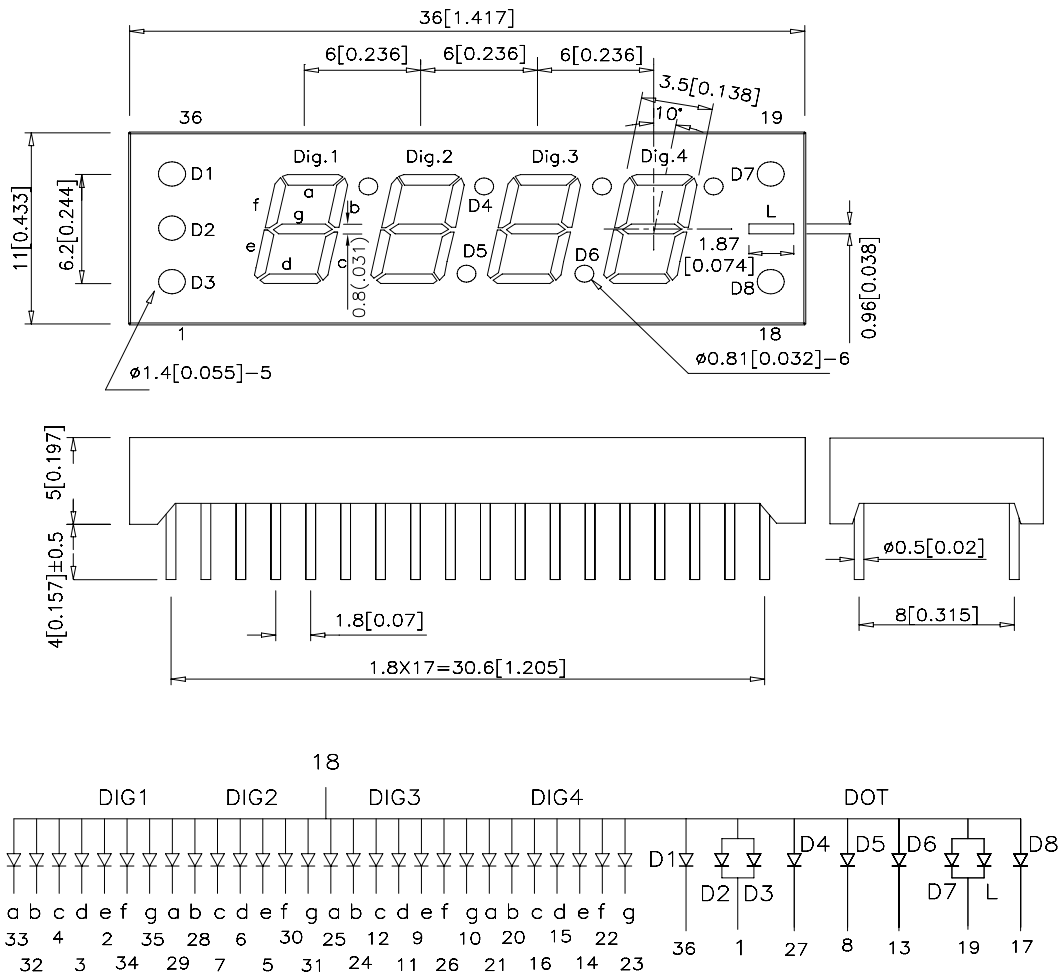 36[1.417]
6[0.236] 6[0.236] 6[0.236]
3.5[0.138]
10°
36 19
Dig.1 Dig.2 Dig.3 Dig.4
D1 D7
a
f b D4 L
g
D2
e D5 D6 1.87
d c [0.074]
D3 D8
11[0.433]
6.2[0.244]
0.8(.031)
0.96[0.038]
1 18
ø1.4[0.055]-5 ø0.81[0.032]-6
5[0.197]
4[0.157]±0.5
ø0.5[0.02]
1.8[0.07] 8[0.315]
1.8X17=30.6[1.205]
18
DIG1 DIG2 DIG3 DIG4 DOT
D1 D4 D5 D6 D8
D2 D3 D7 L
a b c d e f g a b c d e f g a b c d e f g a b c d e f g
33 4 2 35 28 6 30 25 12 9 10 20 15 22 36 1 27 8 13 19 17
32 3 34 29 7 5 31 24 11 26 21 16 14 23